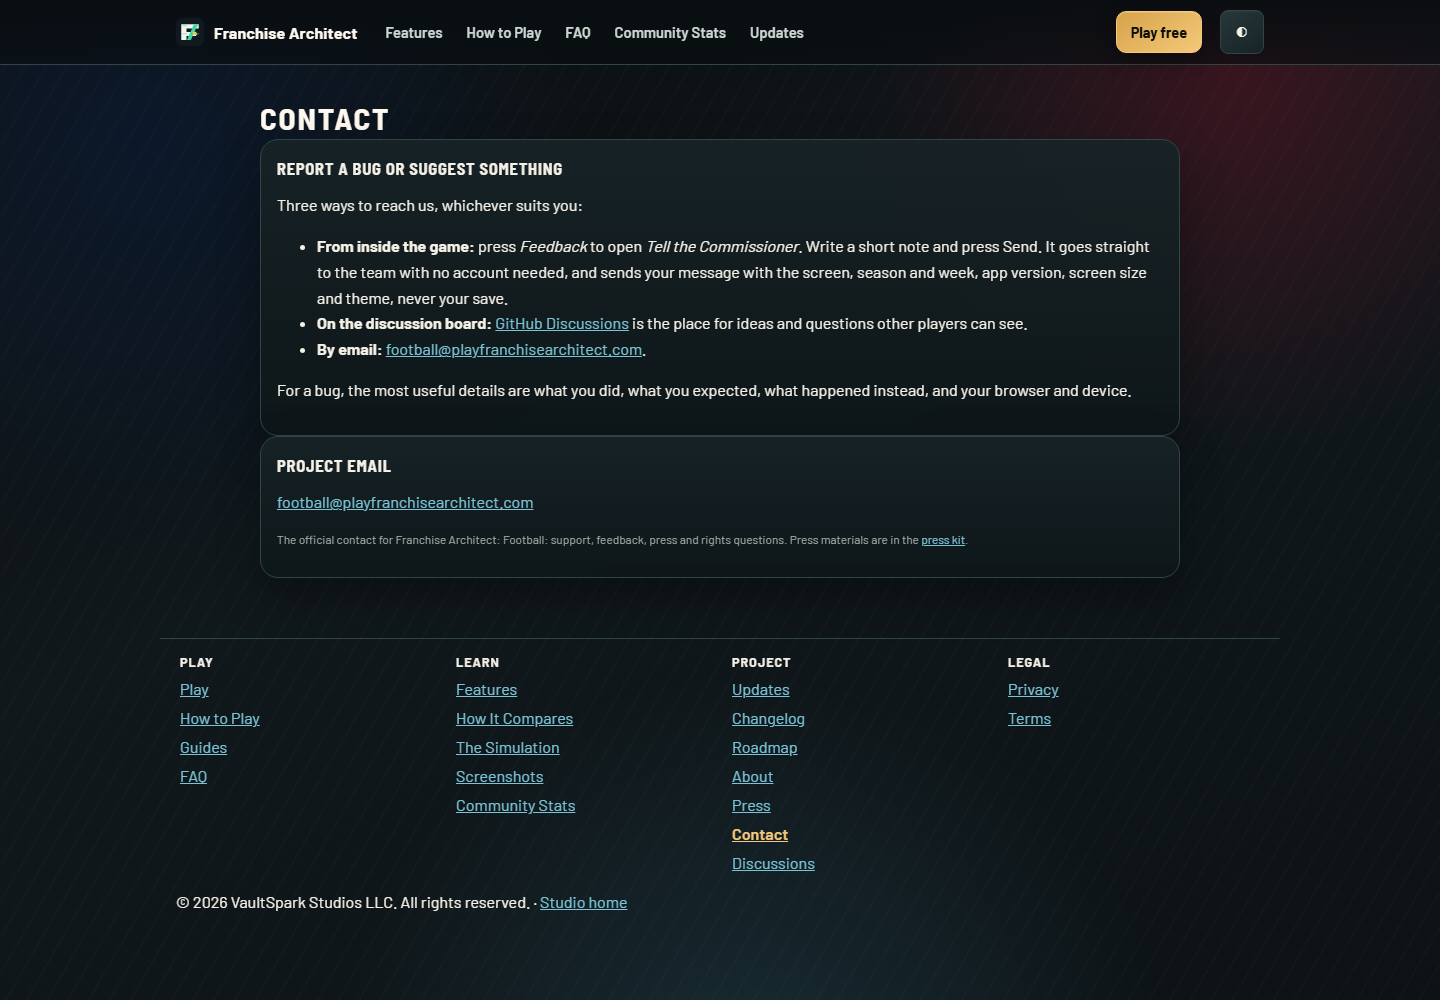 Franchise Architect
Features
How to Play
FAQ
Community Stats
Updates
Play free
CONTACT
REPORT A BUG OR SUGGEST SOMETHING
Three ways to reach us, whichever suits you:
From inside the game: press Feedback to open Tell the Commissioner. Write a short note and press Send. It goes straight
to the team with no account needed, and sends your message with the screen, season and week, app version, screen size
and theme, never your save.
On the discussion board: GitHub Discussions is the place for ideas and questions other players can see.
By email: football@playfranchisearchitect.com.
For a bug, the most useful details are what you did, what you expected, what happened instead, and your browser and device.
PROJECT EMAIL
football@playfranchisearchitect.com
The official contact for Franchise Architect: Football: support, feedback, press and rights questions. Press materials are in the press kit.
PLAY
Play
How to Play
Guides
FAQ
LEARN
Features
How It Compares
The Simulation
Screenshots
Community Stats
PROJECT
Updates
Changelog
Roadmap
About
Press
Contact
Discussions
LEGAL
Privacy
Terms
© 2026 VaultSpark Studios LLC. All rights reserved. · Studio home